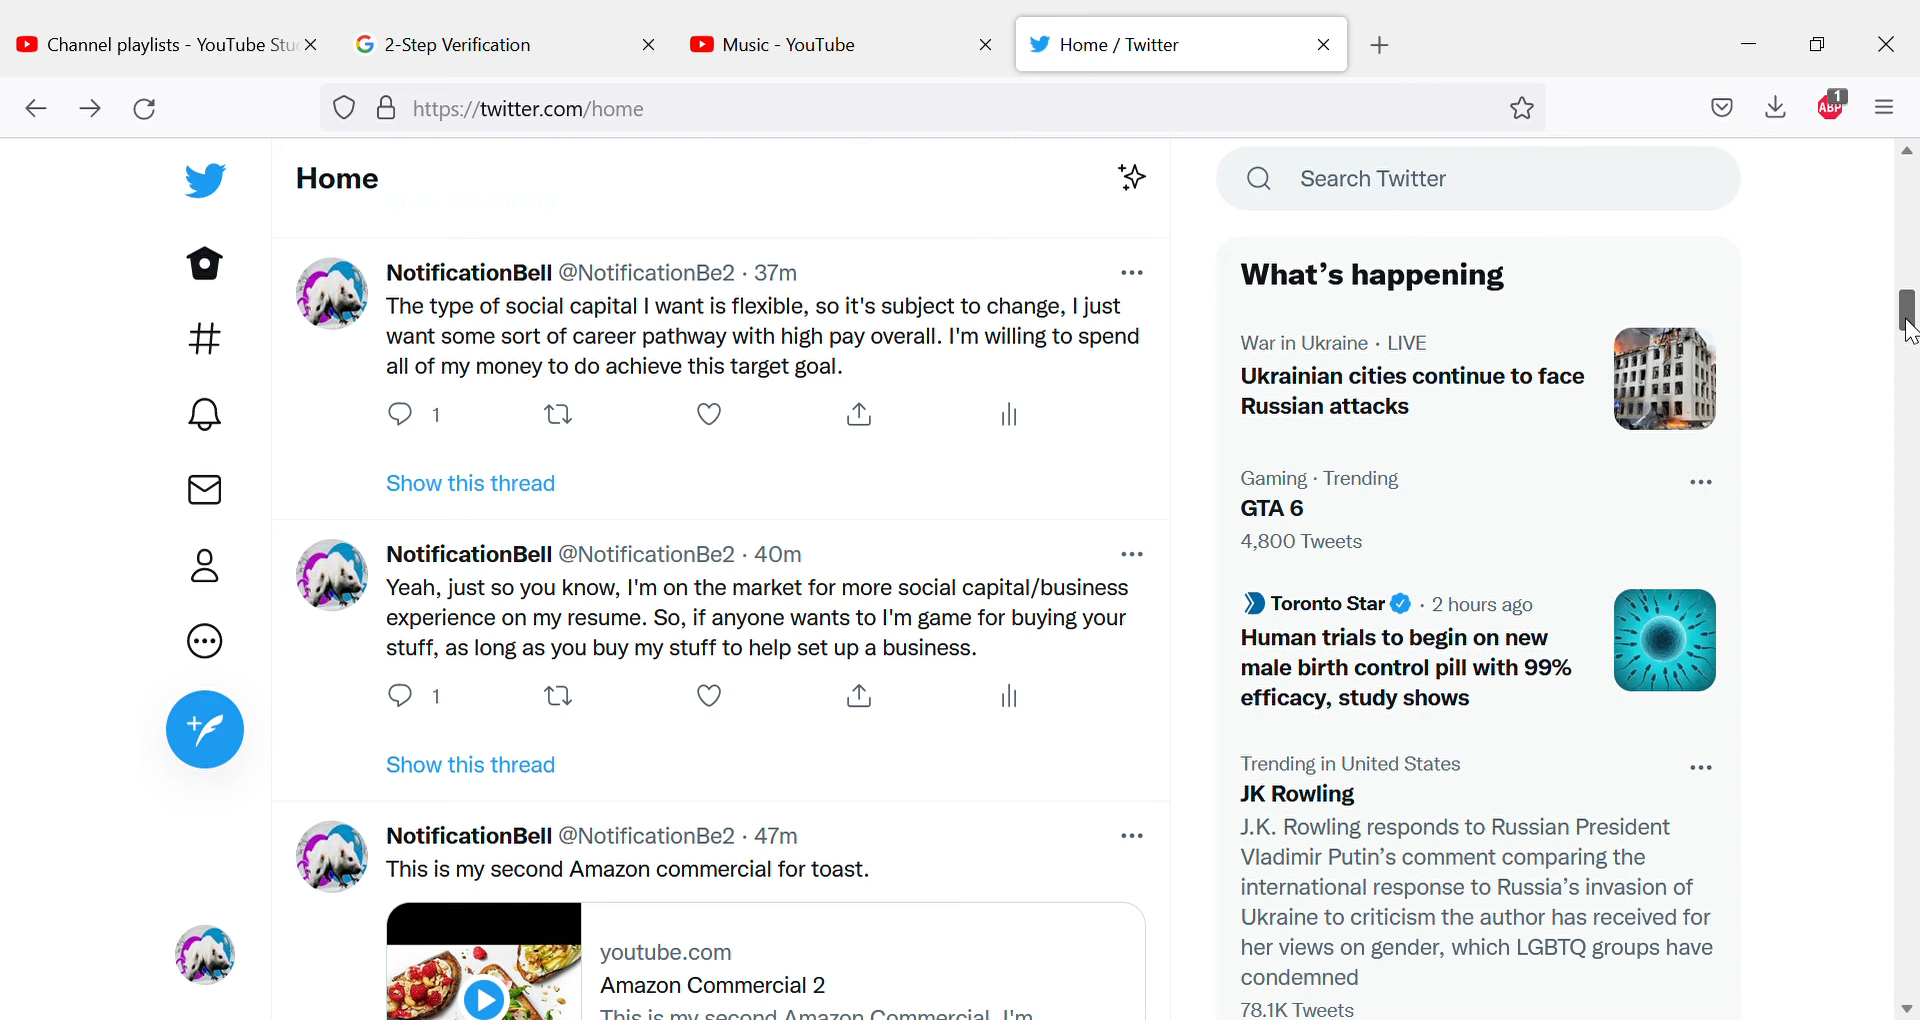 Channel playlists - YouTube Stu
2-Step Verification
Music - YouTube
Home / Twitter
https://twitter.com/home
ABP
1
Home
Search Twitter
NotificationBell @NotificationBe2 · 37m
The type of social capital I want is flexible, so it's subject to change, I just
want some sort of career pathway with high pay overall. I'm willing to spend
all of my money to do achieve this target goal.
1
Show this thread
NotificationBell @NotificationBe2 · 40m
Yeah, just so you know, I'm on the market for more social capital/business
experience on my resume. So, if anyone wants to I'm game for buying your
stuff, as long as you buy my stuff to help set up a business.
1
Show this thread
NotificationBell @NotificationBe2 · 47m
This is my second Amazon commercial for toast.
youtube.com
Amazon Commercial 2
This is my second Amazon Commercial. I'm
What's happening
War in Ukraine · LIVE
Ukrainian cities continue to face
Russian attacks
Gaming · Trending
GTA 6
4,800 Tweets
Toronto Star · 2 hours ago
Human trials to begin on new
male birth control pill with 99%
efficacy, study shows
Trending in United States
JK Rowling
J.K. Rowling responds to Russian President
Vladimir Putin's comment comparing the
international response to Russia's invasion of
Ukraine to criticism the author has received for
her views on gender, which LGBTQ groups have
condemned
78.1K Tweets